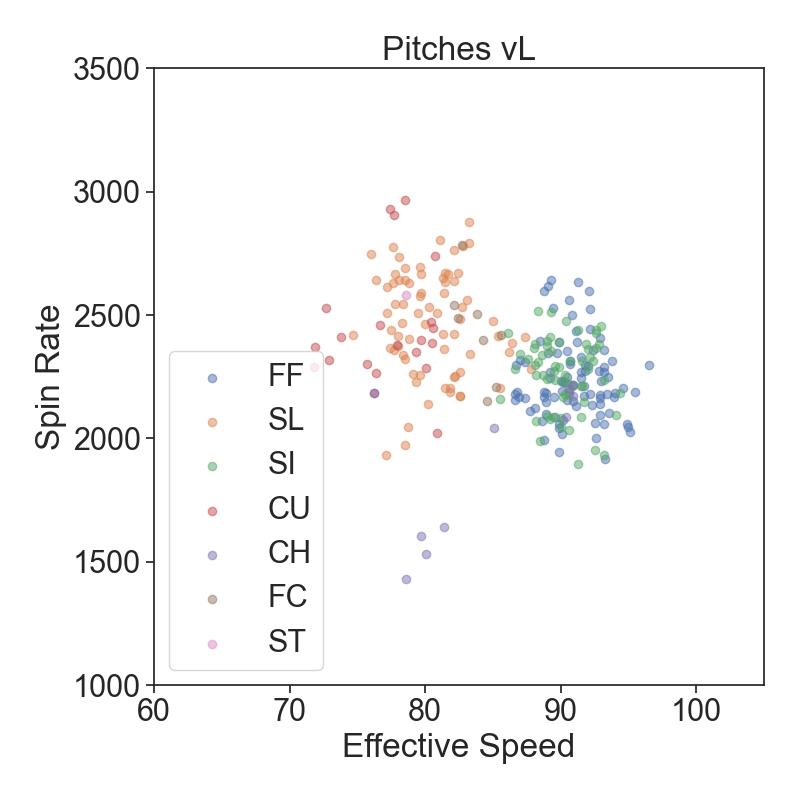 Pitches vL
3500
3000
2500
2000
1500
1000
Spin Rate
FF
SL
SI
CU
CH
FC
ST
60 70 80 90 100
Effective Speed